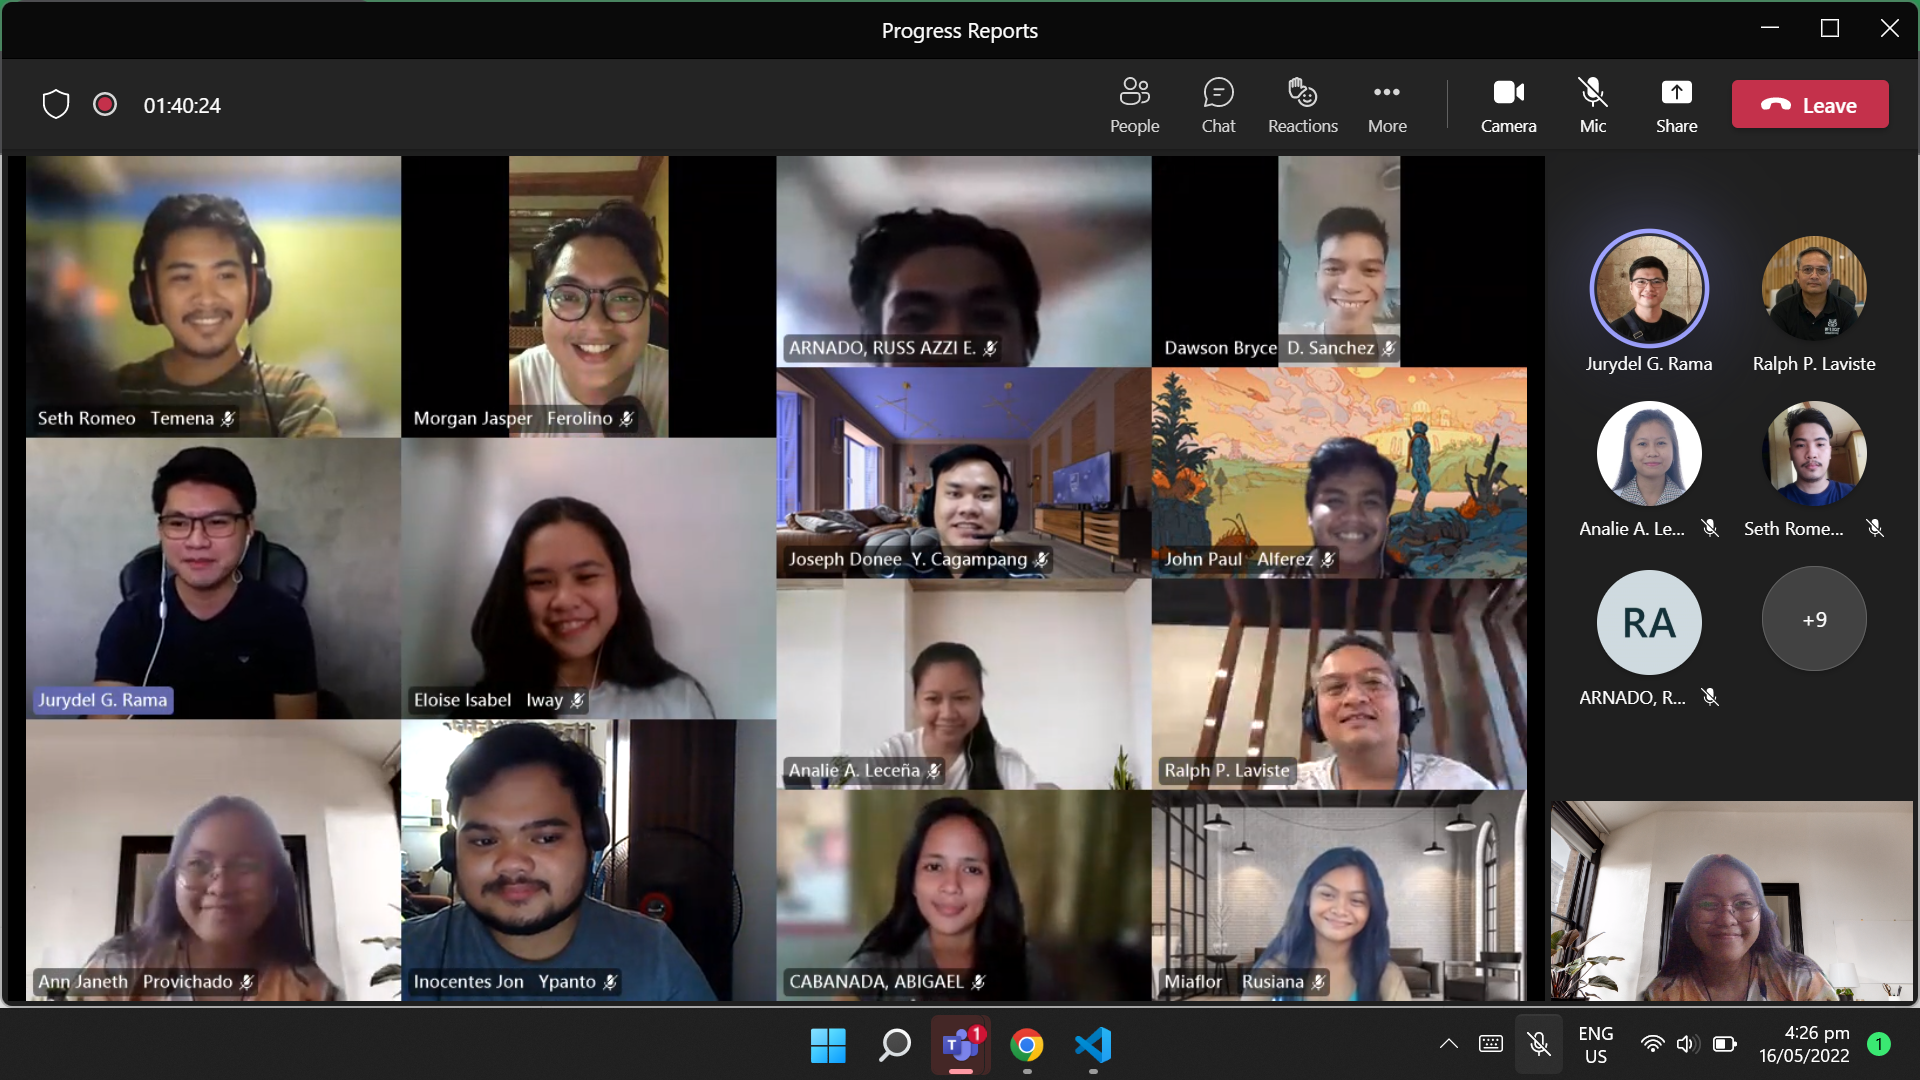 Progress Reports
01:40:24
People
Chat
Reactions
More
Camera
Mic
Share
Leave
Seth Romeo Temena
Morgan Jasper Ferolino
ARNADO, RUSS AZZI E.
Dawson Bryce D. Sanchez
Jurydel G. Rama
Eloise Isabel Iway
Joseph Donee Y. Cagampang
John Paul Alferez
Analie A. Leceña
Ralph P. Laviste
Ann Janeth Provichado
Inocentes Jon Ypanto
CABANADA, ABIGAEL
Miaflor Rusiana
Jurydel G. Rama
Ralph P. Laviste
Analie A. Le...
Seth Rome...
RA
+9
ARNADO, R...
T
1
ENG
US
4:26 pm
16/05/2022
1